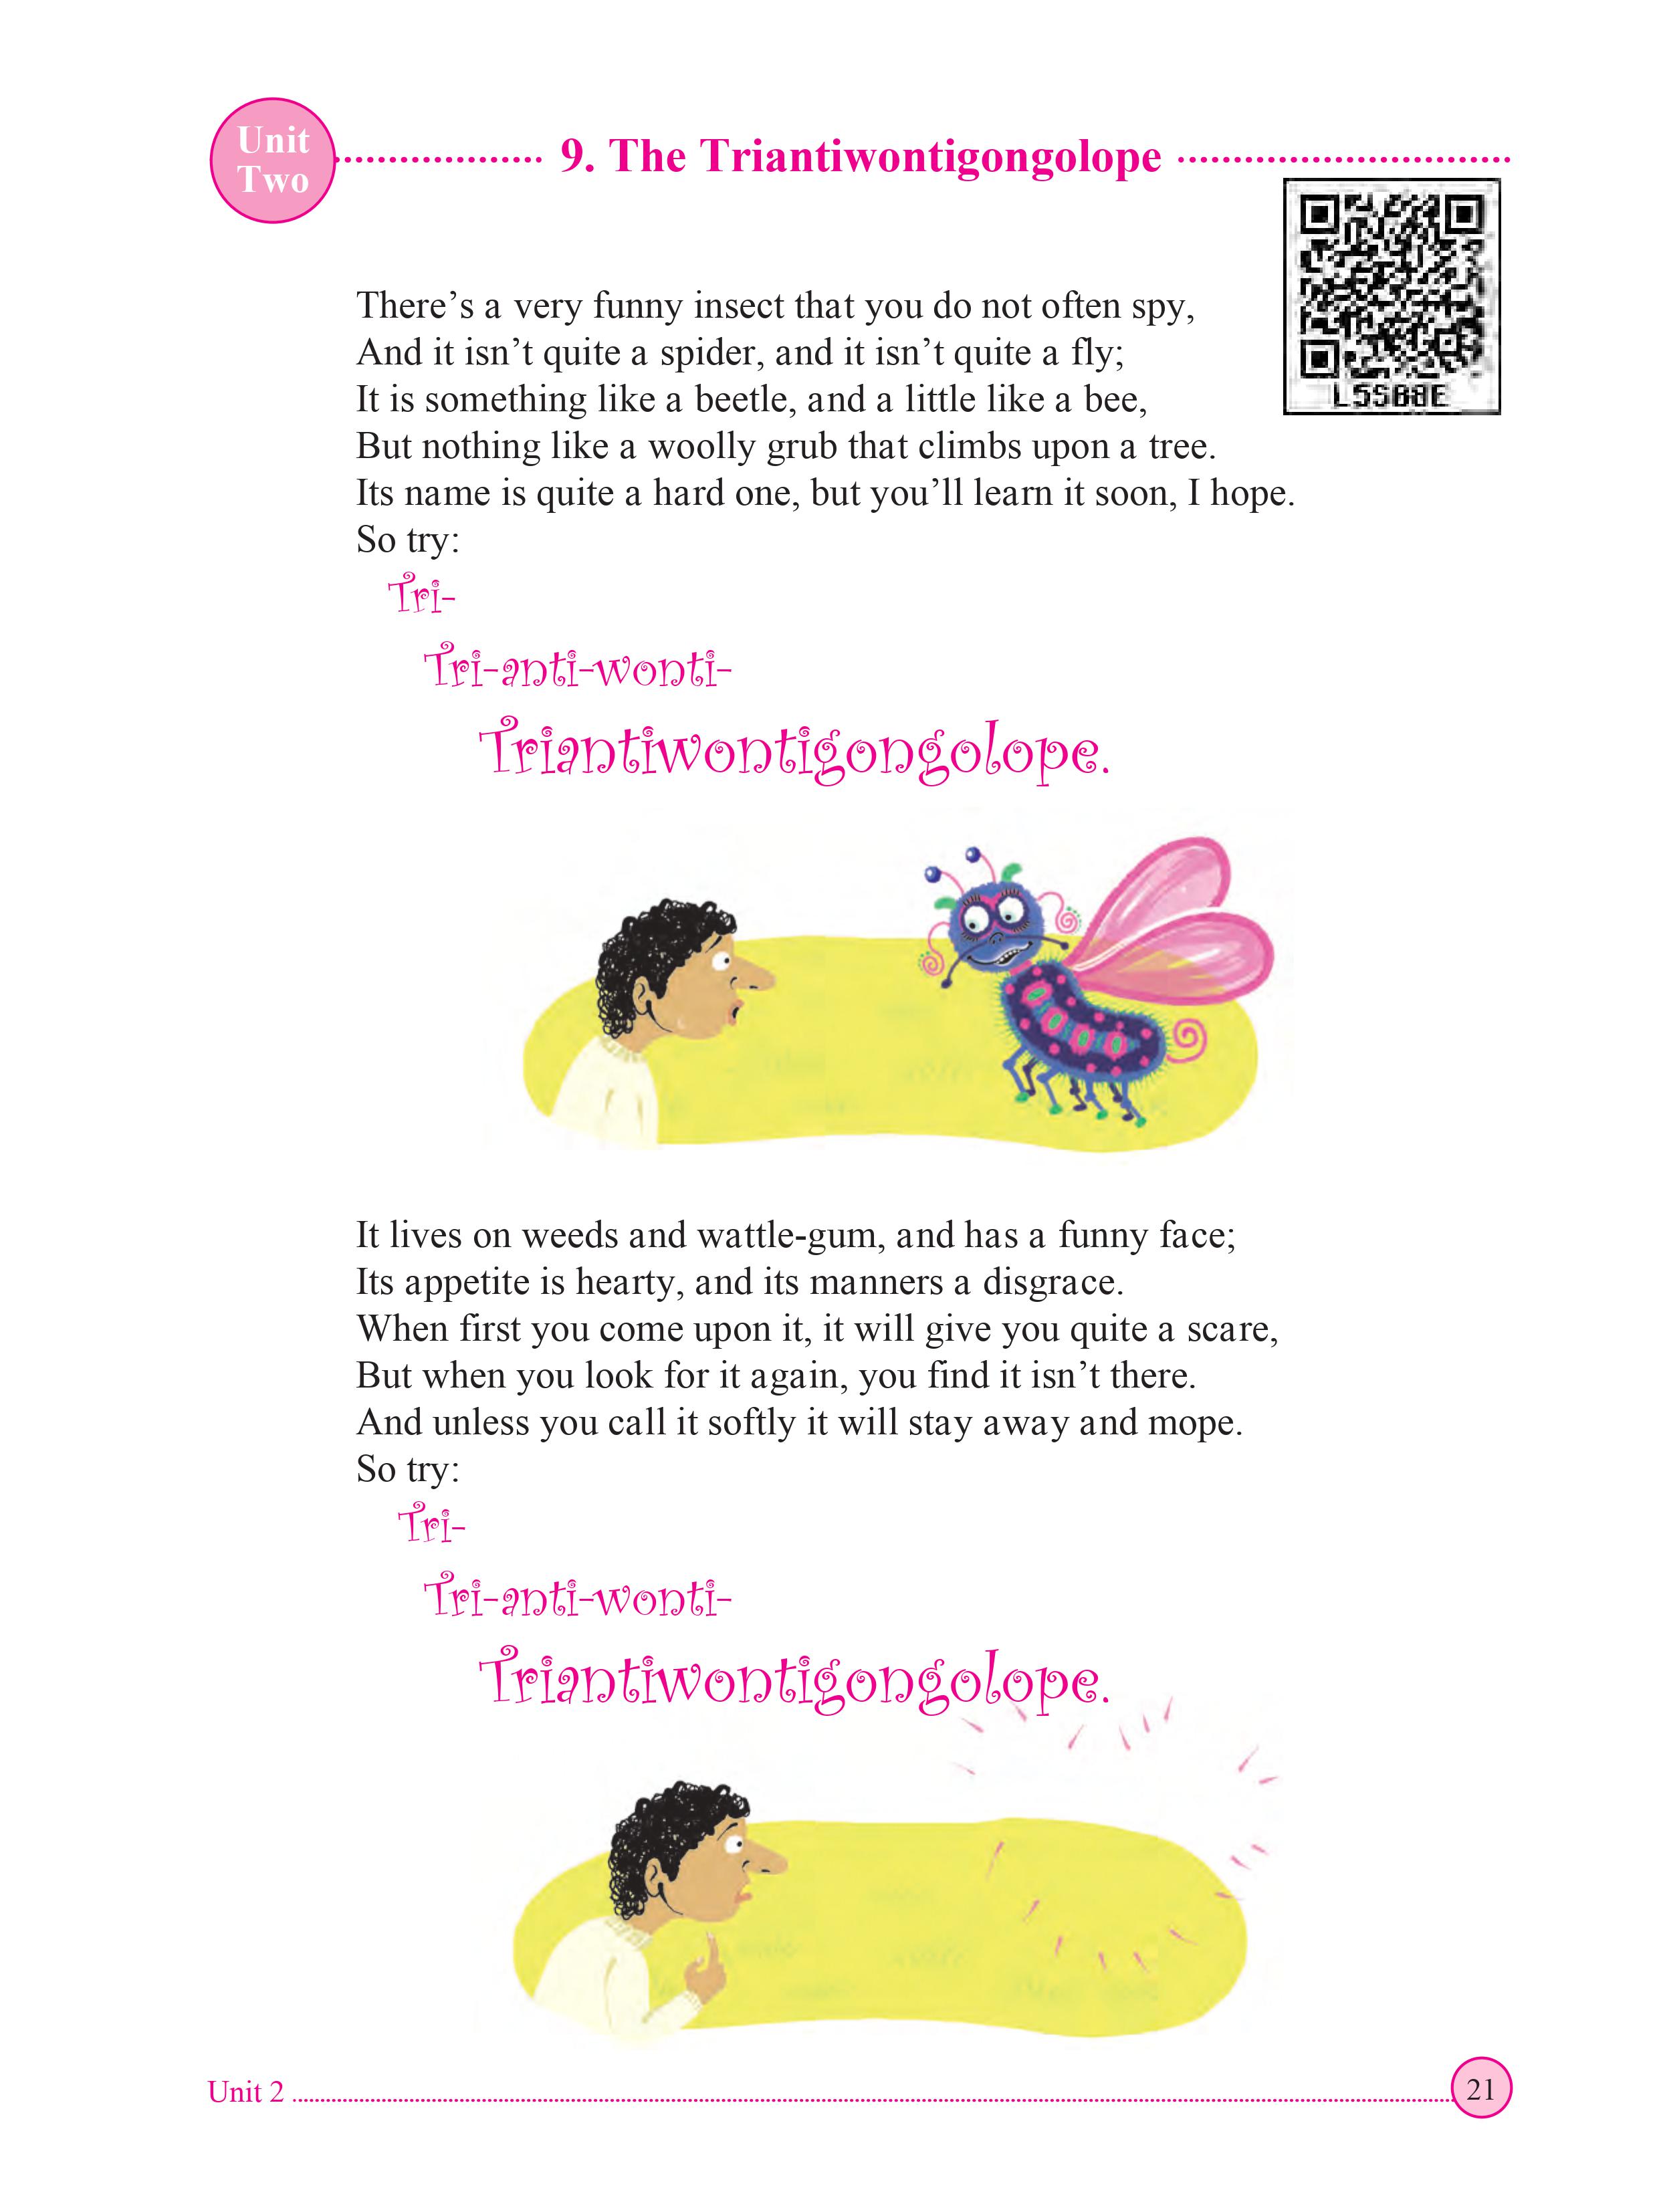 Unit
Two
9. The Triantiwontigongolope
L5S88E
There’s a very funny insect that you do not often spy,
And it isn’t quite a spider, and it isn’t quite a fly;
It is something like a beetle, and a little like a bee,
But nothing like a woolly grub that climbs upon a tree.
Its name is quite a hard one, but you’ll learn it soon, I hope.
So try:
Tri-
Tri-anti-wonti-
Triantiwontigongolope.
It lives on weeds and wattle-gum, and has a funny face;
Its appetite is hearty, and its manners a disgrace.
When first you come upon it, it will give you quite a scare,
But when you look for it again, you find it isn’t there.
And unless you call it softly it will stay away and mope.
So try:
Tri-
Tri-anti-wonti-
Triantiwontigongolope.
Unit 2
21